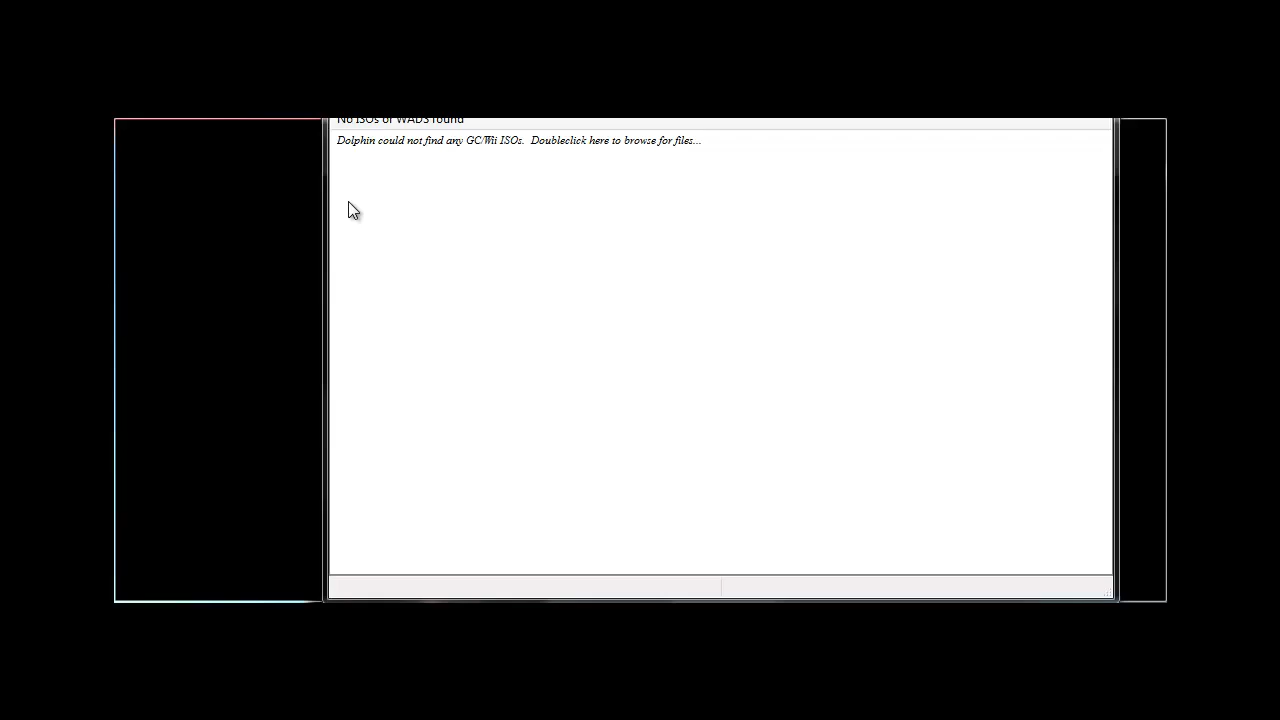 No ISOs or WADS found
Dolphin could not find any GC/Wii ISOs. Doubleclick here to browse for files...